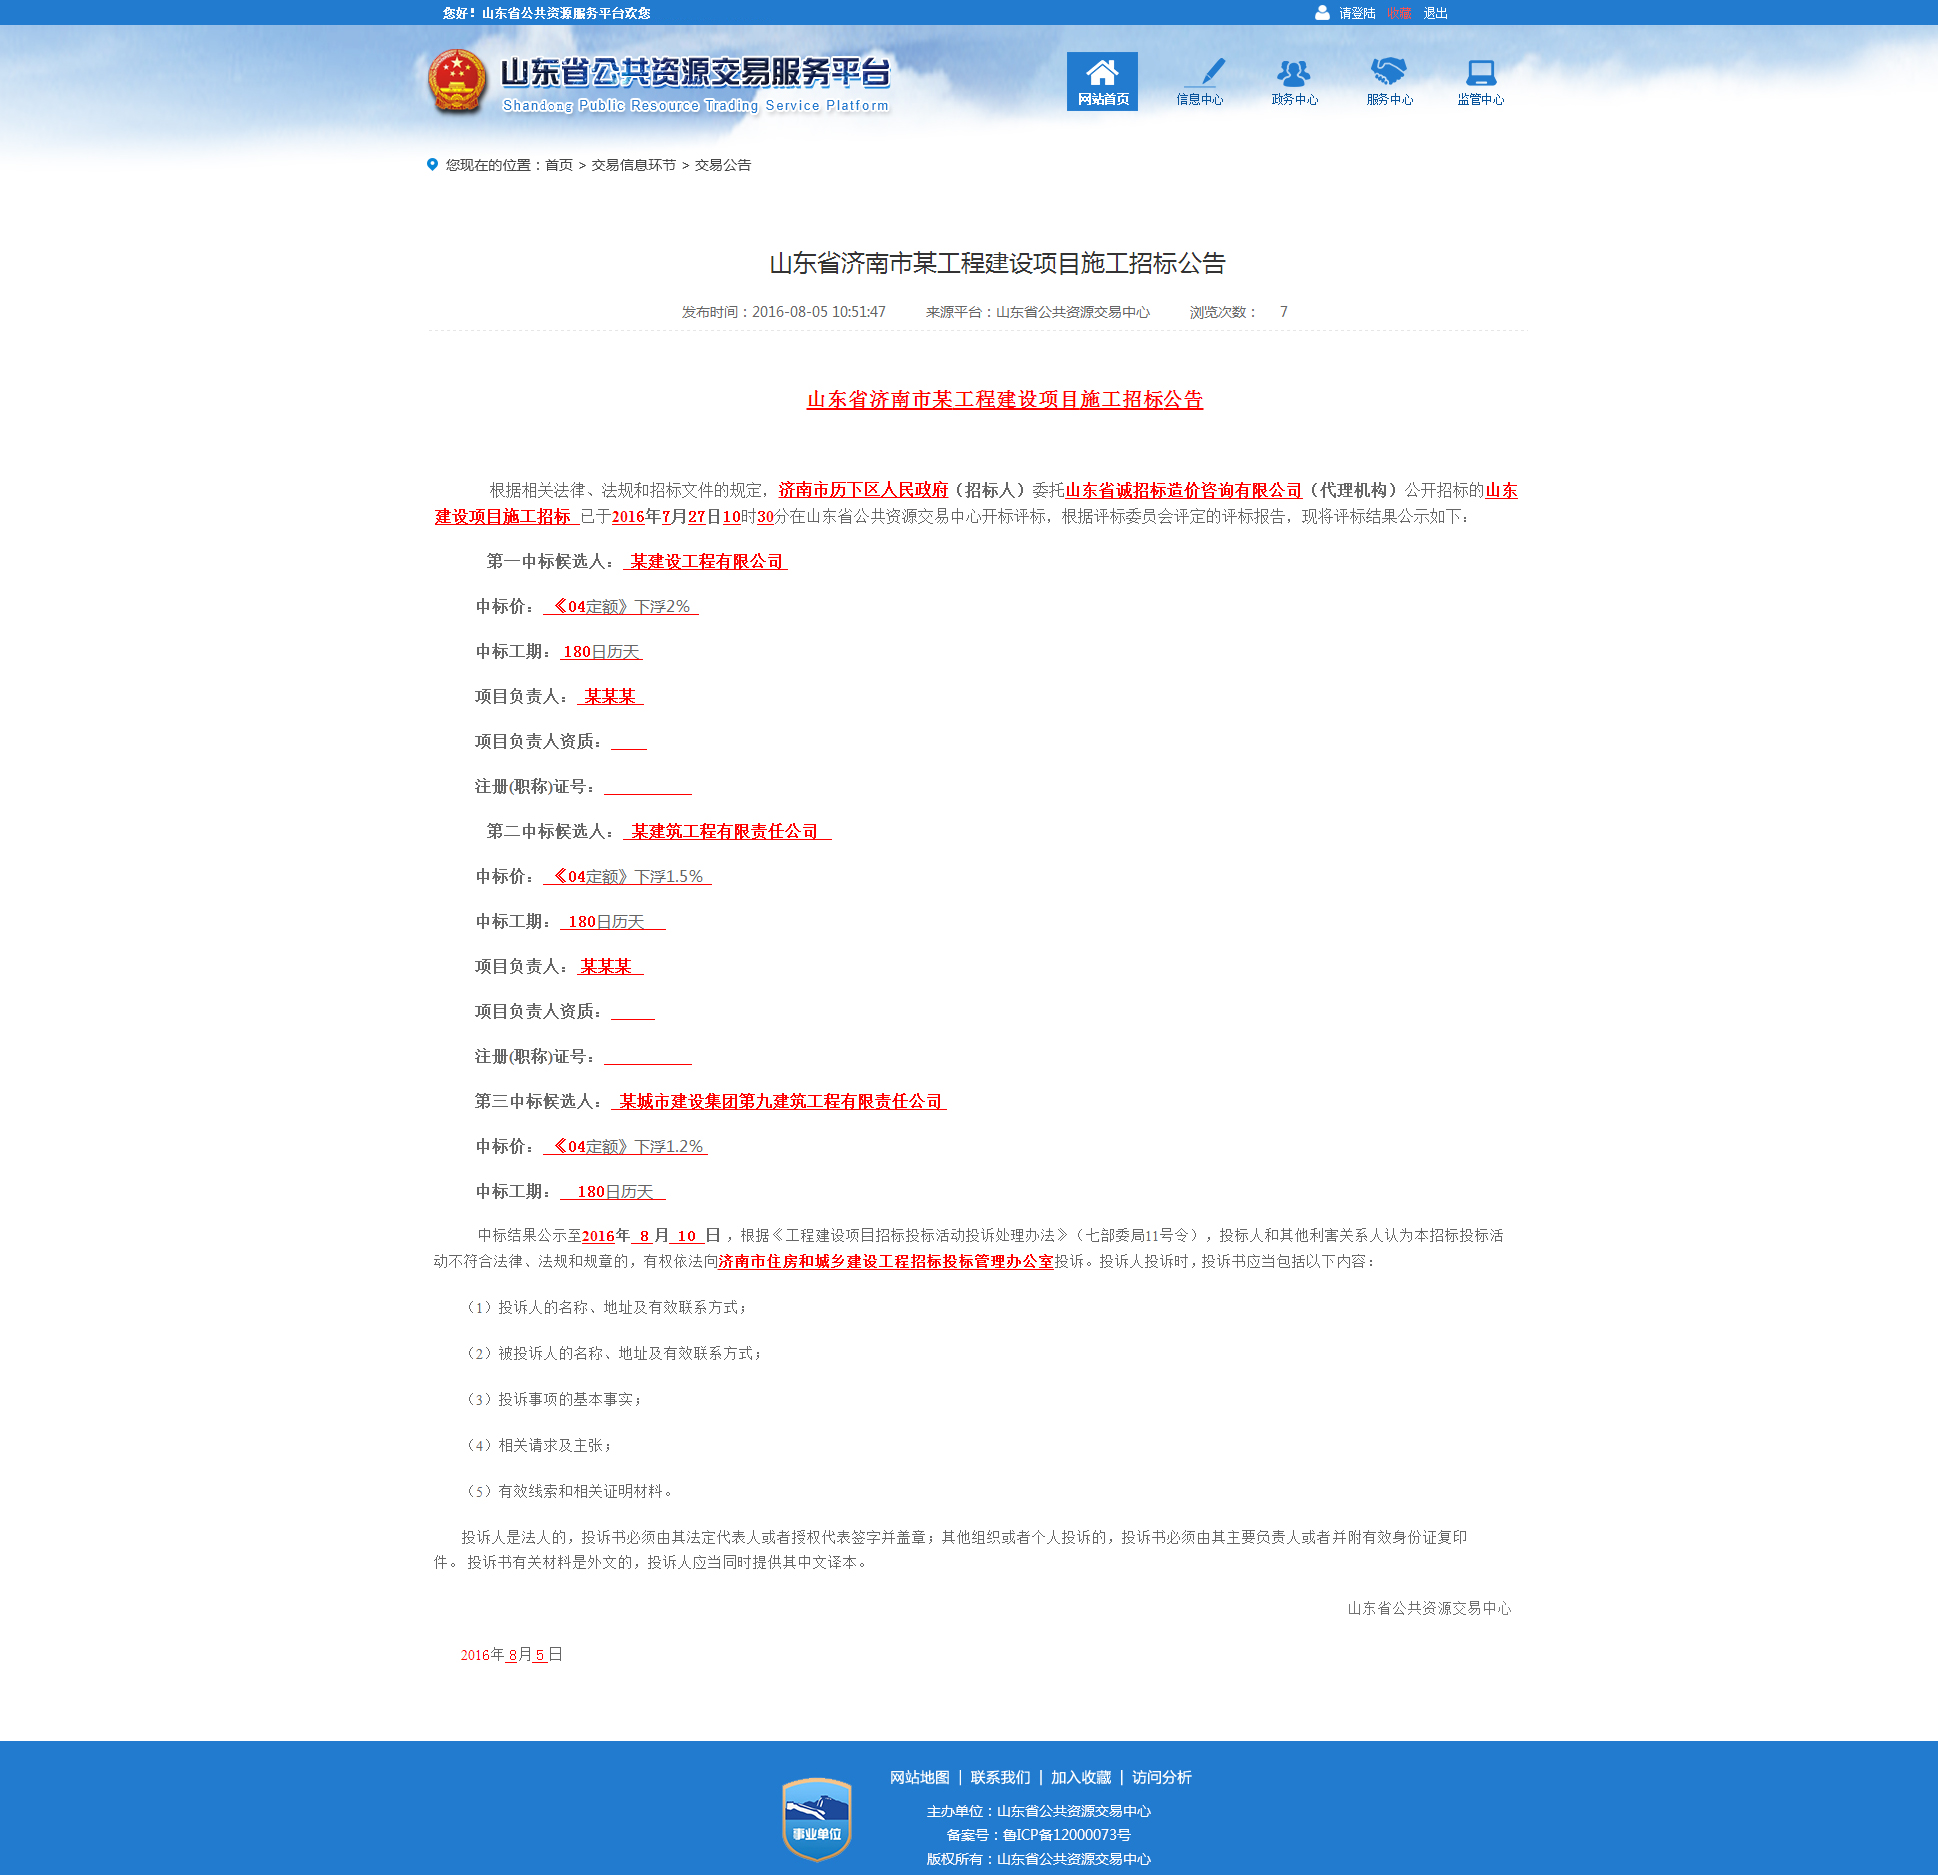 您好！山东省公共资源服务平台欢您
请登陆 收藏 退出
山东省公共资源交易服务平台
Shandong Public Resource Trading Service Platform
网站首页 信息中心 政务中心 服务中心 监管中心
您现在的位置：首页 > 交易信息环节 > 交易公告
山东省济南市某工程建设项目施工招标公告
发布时间：2016-08-05 10:51:47 来源平台：山东省公共资源交易中心 浏览次数： 7
山东省济南市某工程建设项目施工招标公告
根据相关法律、法规和招标文件的规定，济南市历下区人民政府（招标人）委托山东省诚招标造价咨询有限公司（代理机构）公开招标的山东
建设项目施工招标 已于2016年7月27日10时30分在山东省公共资源交易中心开标评标，根据评标委员会评定的评标报告，现将评标结果公示如下：
第一中标候选人： 某建设工程有限公司
中标价： 《04定额》下浮2%
中标工期： 180日历天
项目负责人： 某某某
项目负责人资质：
注册(职称)证号：
第二中标候选人： 某建筑工程有限责任公司
中标价： 《04定额》下浮1.5%
中标工期： 180日历天
项目负责人： 某某某
项目负责人资质：
注册(职称)证号：
第三中标候选人： 某城市建设集团第九建筑工程有限责任公司
中标价： 《04定额》下浮1.2%
中标工期： 180日历天
中标结果公示至2016年 8 月 10 日 ，根据《工程建设项目招标投标活动投诉处理办法》（七部委局11号令），投标人和其他利害关系人认为本招标投标活
动不符合法律、法规和规章的，有权依法向济南市住房和城乡建设工程招标投标管理办公室投诉。投诉人投诉时，投诉书应当包括以下内容：
（1）投诉人的名称、地址及有效联系方式；
（2）被投诉人的名称、地址及有效联系方式；
（3）投诉事项的基本事实；
（4）相关请求及主张；
（5）有效线索和相关证明材料。
投诉人是法人的，投诉书必须由其法定代表人或者授权代表签字并盖章；其他组织或者个人投诉的，投诉书必须由其主要负责人或者并附有效身份证复印
件。 投诉书有关材料是外文的，投诉人应当同时提供其中文译本。
山东省公共资源交易中心
2016年 8月 5 日
网站地图 | 联系我们 | 加入收藏 | 访问分析
事业单位
主办单位：山东省公共资源交易中心
备案号：鲁ICP备12000073号
版权所有：山东省公共资源交易中心